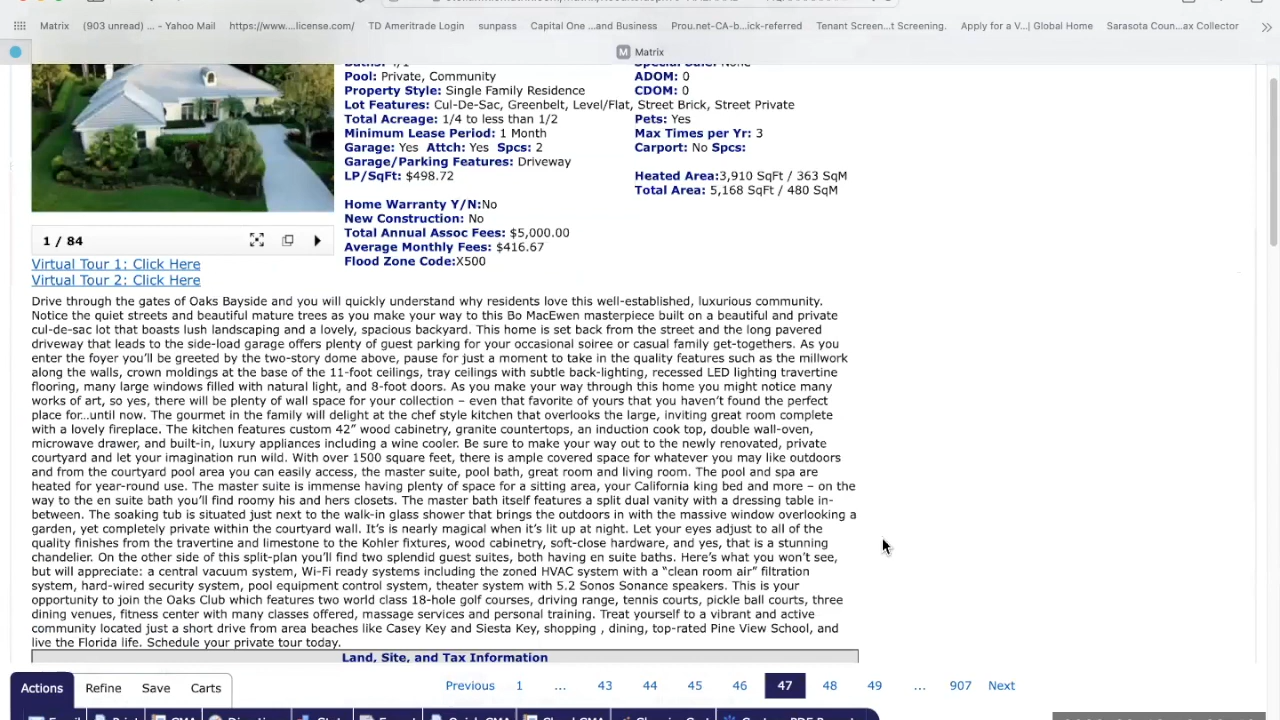 Matrix (903 unread) ... - Yahoo Mail https://www....license.com/ TD Ameritrade Login sunpass Capital One ...and Business Prou.net-CA-b...ick-referred Tenant Screen...t Screening. Apply for a V...| Global Home Sarasota Coun...ax Collector
M Matrix
Pool: Private, Community ADOM: 0
Property Style: Single Family Residence CDOM: 0
Lot Features: Cul-De-Sac, Greenbelt, Level/Flat, Street Brick, Street Private
Total Acreage: 1/4 to less than 1/2 Pets: Yes
Minimum Lease Period: 1 Month Max Times per Yr: 3
Garage: Yes Attch: Yes Spcs: 2 Carport: No Spcs:
Garage/Parking Features: Driveway
LP/SqFt: $498.72 Heated Area:3,910 SqFt / 363 SqM
Total Area: 5,168 SqFt / 480 SqM
Home Warranty Y/N:No
New Construction: No
Total Annual Assoc Fees: $5,000.00
Average Monthly Fees: $416.67
Flood Zone Code:X500
1 / 84
Virtual Tour 1: Click Here
Virtual Tour 2: Click Here
Drive through the gates of Oaks Bayside and you will quickly understand why residents love this well-established, luxurious community.
Notice the quiet streets and beautiful mature trees as you make your way to this Bo MacEwen masterpiece built on a beautiful and private
cul-de-sac lot that boasts lush landscaping and a lovely, spacious backyard. This home is set back from the street and the long pavered
driveway that leads to the side-load garage offers plenty of guest parking for your occasional soiree or casual family get-togethers. As you
enter the foyer you'll be greeted by the two-story dome above, pause for just a moment to take in the quality features such as the millwork
along the walls, crown moldings at the base of the 11-foot ceilings, tray ceilings with subtle back-lighting, recessed LED lighting travertine
flooring, many large windows filled with natural light, and 8-foot doors. As you make your way through this home you might notice many
works of art, so yes, there will be plenty of wall space for your collection – even that favorite of yours that you haven't found the perfect
place for…until now. The gourmet in the family will delight at the chef style kitchen that overlooks the large, inviting great room complete
with a lovely fireplace. The kitchen features custom 42” wood cabinetry, granite countertops, an induction cook top, double wall-oven,
microwave drawer, and built-in, luxury appliances including a wine cooler. Be sure to make your way out to the newly renovated, private
courtyard and let your imagination run wild. With over 1500 square feet, there is ample covered space for whatever you may like outdoors
and from the courtyard pool area you can easily access, the master suite, pool bath, great room and living room. The pool and spa are
heated for year-round use. The master suite is immense having plenty of space for a sitting area, your California king bed and more – on the
way to the en suite bath you'll find roomy his and hers closets. The master bath itself features a split dual vanity with a dressing table in-
between. The soaking tub is situated just next to the walk-in glass shower that brings the outdoors in with the massive window overlooking a
garden, yet completely private within the courtyard wall. It's is nearly magical when it's lit up at night. Let your eyes adjust to all of the
quality finishes from the travertine and limestone to the Kohler fixtures, wood cabinetry, soft-close hardware, and yes, that is a stunning
chandelier. On the other side of this split-plan you'll find two splendid guest suites, both having en suite baths. Here's what you won't see,
but will appreciate: a central vacuum system, Wi-Fi ready systems including the zoned HVAC system with a “clean room air” filtration
system, hard-wired security system, pool equipment control system, theater system with 5.2 Sonos Sonance speakers. This is your
opportunity to join the Oaks Club which features two world class 18-hole golf courses, driving range, tennis courts, pickle ball courts, three
dining venues, fitness center with many classes offered, massage services and personal training. Treat yourself to a vibrant and active
community located just a short drive from area beaches like Casey Key and Siesta Key, shopping , dining, top-rated Pine View School, and
live the Florida life. Schedule your private tour today.
Land, Site, and Tax Information
Actions Refine Save Carts Previous 1 ... 43 44 45 46 47 48 49 ... 907 Next